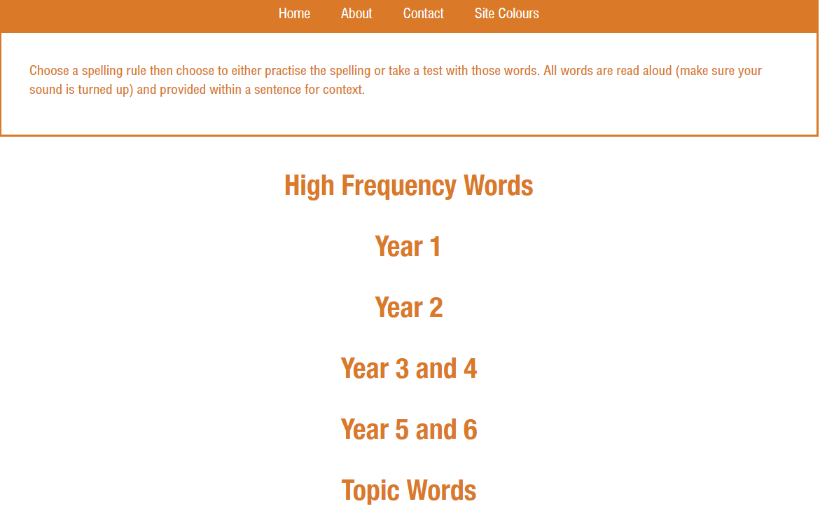 Home About Contact Site Colours
Choose a spelling rule then choose to either practise the spelling or take a test with those words. All words are read aloud (make sure your
sound is turned up) and provided within a sentence for context.
High Frequency Words
Year 1
Year 2
Year 3 and 4
Year 5 and 6
Topic Words